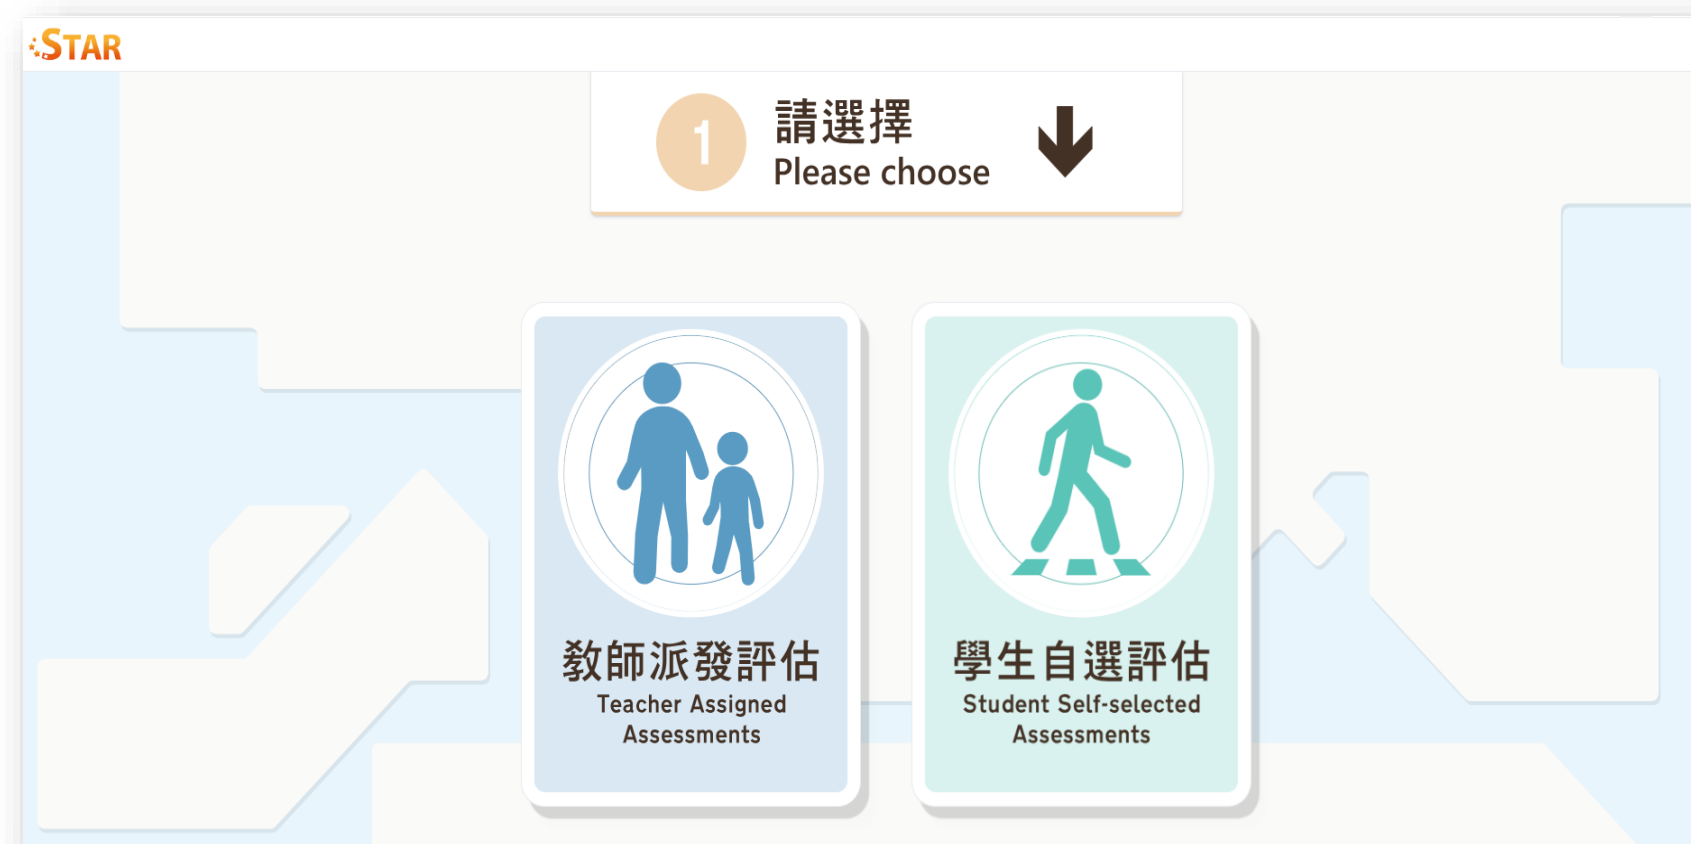 STAR
1
請選擇
Please choose
教師派發評估
Teacher Assigned
Assessments
學生自選評估
Student Self-selected
Assessments